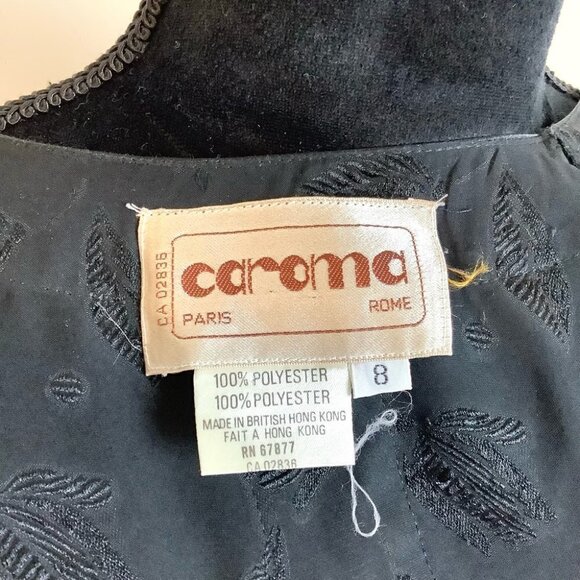 CA 02836
caroma
PARIS ROME
100% POLYESTER
100% POLYESTER
MADE IN BRITISH HONG KONG
FAIT À HONG KONG
RN 67877
CA 02836
8